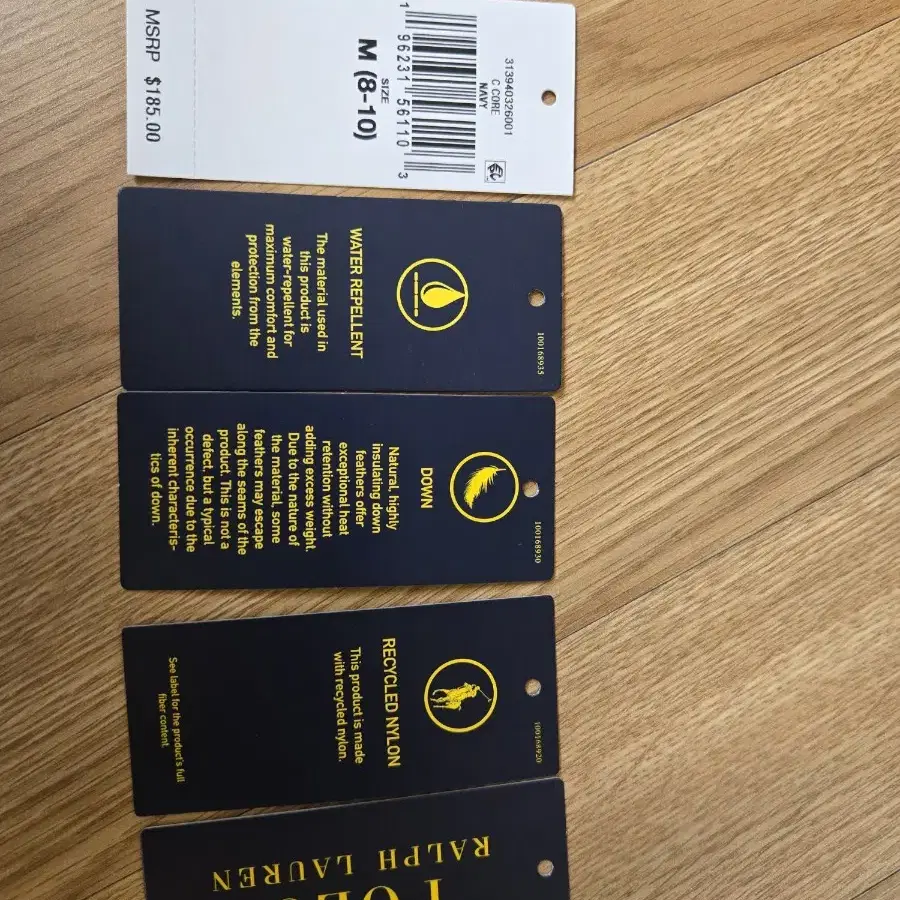 313940326001
C CORE
NAVY
1 96231 56110 3
SIZE
M (8-10)
MSRP $185.00
100168935
WATER REPELLENT
The material used in
this product is
water-repellent for
maximum comfort and
protection from the
elements.
100168930
DOWN
Natural, highly
insulating down
feathers offer
exceptional heat
retention without
adding excess weight.
Due to the nature of
the material, some
feathers may escape
along the seams of the
product. This is not a
defect, but a typical
occurrence due to the
inherent characteris-
tics of down.
100168920
RECYCLED NYLON
This product is made
with recycled nylon.
See label for the product's full
fiber content.
RALPH LAUREN